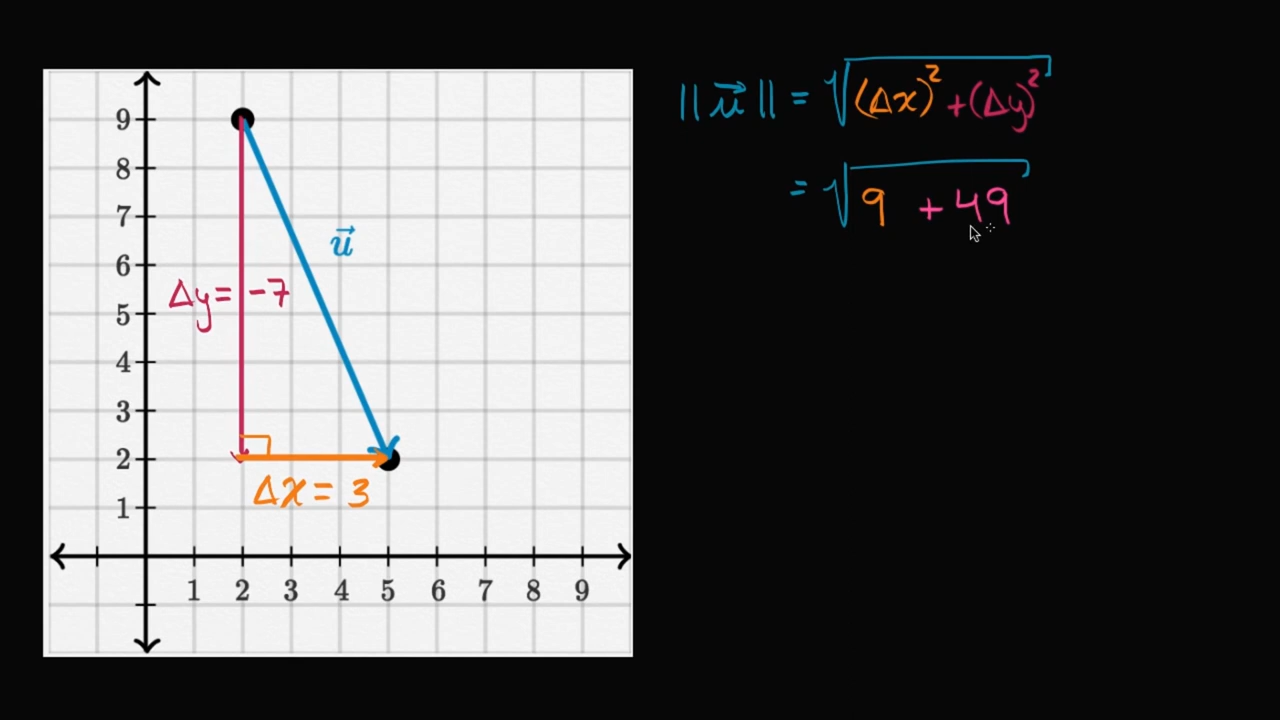 || u⃗ || = √(Δx)² + (Δy)²
= √9 + 49
9
8
7
6
5
4
3
2
1
u⃗
Δy = -7
Δx = 3
1 2 3 4 5 6 7 8 9